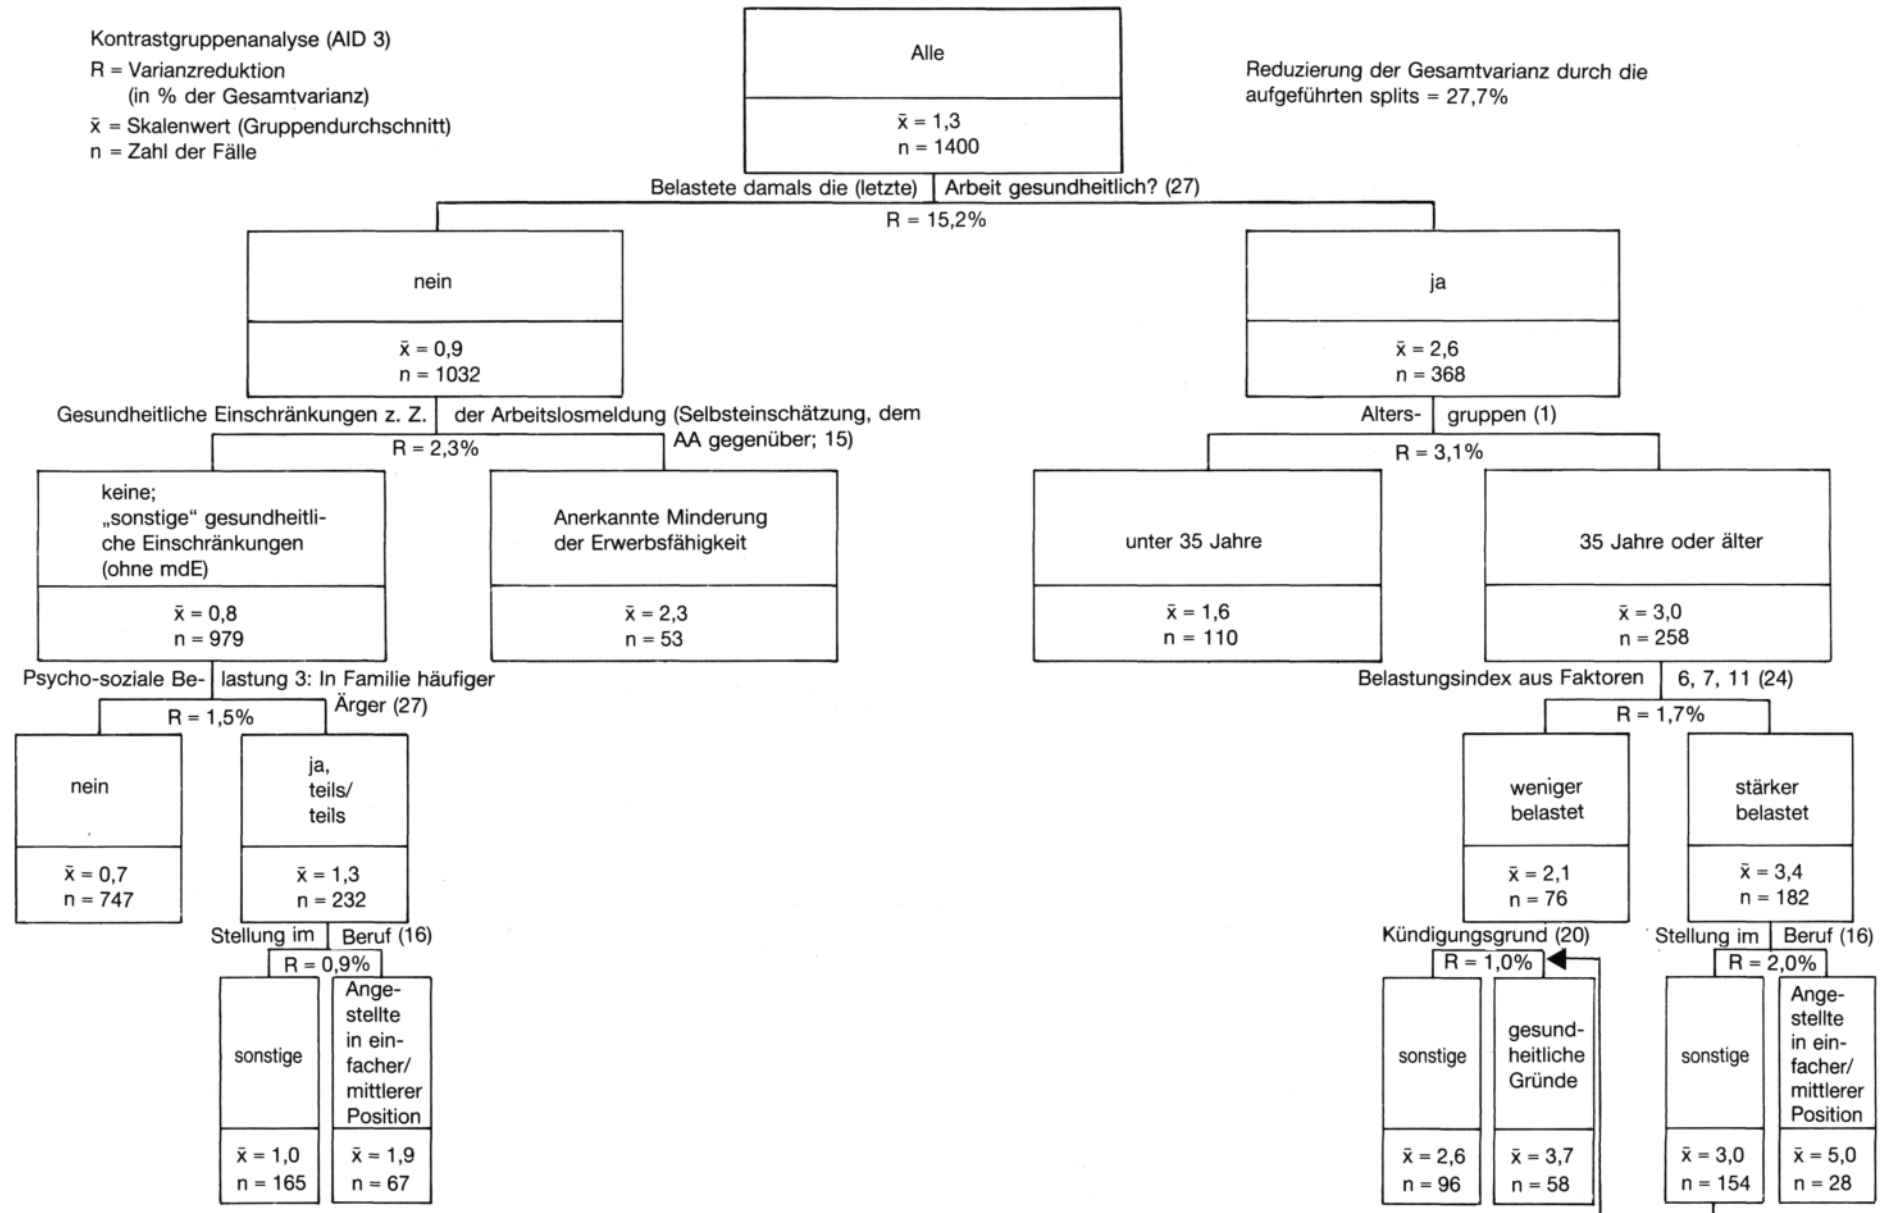 Kontrastgruppenanalyse (AID 3)
R = Varianzreduktion
(in % der Gesamtvarianz)
x̄ = Skalenwert (Gruppendurchschnitt)
n = Zahl der Fälle
Alle
x̄ = 1,3
n = 1400
Reduzierung der Gesamtvarianz durch die
aufgeführten splits = 27,7%
Belastete damals die (letzte) Arbeit gesundheitlich? (27)
R = 15,2%
nein
x̄ = 0,9
n = 1032
ja
x̄ = 2,6
n = 368
Gesundheitliche Einschränkungen z. Z. der Arbeitslosmeldung (Selbsteinschätzung, dem
AA gegenüber; 15)
R = 2,3%
Alters- gruppen (1)
R = 3,1%
keine;
„sonstige“ gesundheitli-
che Einschränkungen
(ohne mdE)
x̄ = 0,8
n = 979
Anerkannte Minderung
der Erwerbsfähigkeit
x̄ = 2,3
n = 53
unter 35 Jahre
x̄ = 1,6
n = 110
35 Jahre oder älter
x̄ = 3,0
n = 258
Psycho-soziale Be- lastung 3: In Familie häufiger
Ärger (27)
R = 1,5%
Belastungsindex aus Faktoren 6, 7, 11 (24)
R = 1,7%
nein
x̄ = 0,7
n = 747
ja,
teils/
teils
x̄ = 1,3
n = 232
weniger
belastet
x̄ = 2,1
n = 76
stärker
belastet
x̄ = 3,4
n = 182
Stellung im Beruf (16)
R = 0,9%
Kündigungsgrund (20)
R = 1,0%
Stellung im Beruf (16)
R = 2,0%
sonstige
x̄ = 1,0
n = 165
Ange-
stellte
in ein-
facher/
mittlerer
Position
x̄ = 1,9
n = 67
sonstige
x̄ = 2,6
n = 96
gesund-
heitliche
Gründe
x̄ = 3,7
n = 58
sonstige
x̄ = 3,0
n = 154
Ange-
stellte
in ein-
facher/
mittlerer
Position
x̄ = 5,0
n = 28